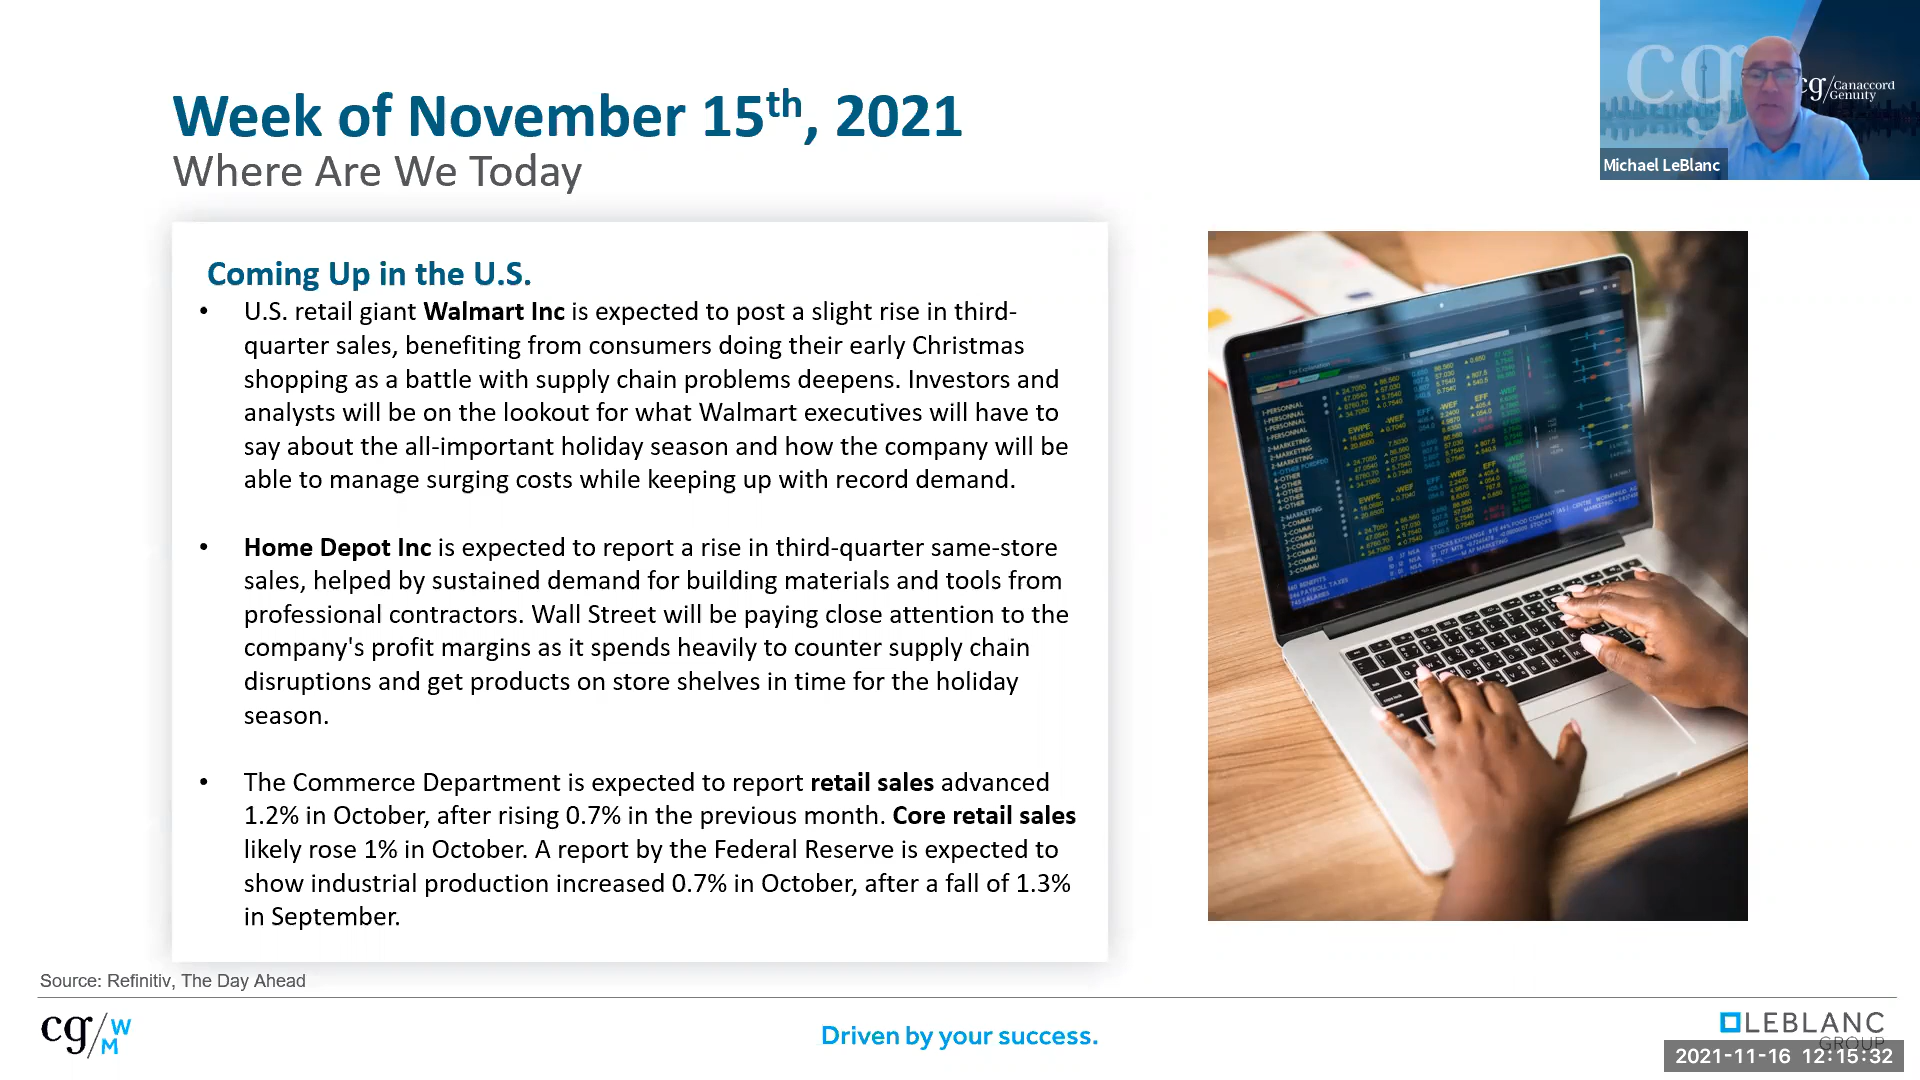 cg
cg/Canaccord
Genuity
Michael LeBlanc
Week of November 15th, 2021
Where Are We Today
Coming Up in the U.S.
• U.S. retail giant Walmart Inc is expected to post a slight rise in third-
quarter sales, benefiting from consumers doing their early Christmas
shopping as a battle with supply chain problems deepens. Investors and
analysts will be on the lookout for what Walmart executives will have to
say about the all-important holiday season and how the company will be
able to manage surging costs while keeping up with record demand.
• Home Depot Inc is expected to report a rise in third-quarter same-store
sales, helped by sustained demand for building materials and tools from
professional contractors. Wall Street will be paying close attention to the
company's profit margins as it spends heavily to counter supply chain
disruptions and get products on store shelves in time for the holiday
season.
• The Commerce Department is expected to report retail sales advanced
1.2% in October, after rising 0.7% in the previous month. Core retail sales
likely rose 1% in October. A report by the Federal Reserve is expected to
show industrial production increased 0.7% in October, after a fall of 1.3%
in September.
Source: Refinitiv, The Day Ahead
cg/WM
Driven by your success.
LEBLANC
GROUP
2021-11-16 12:15:32